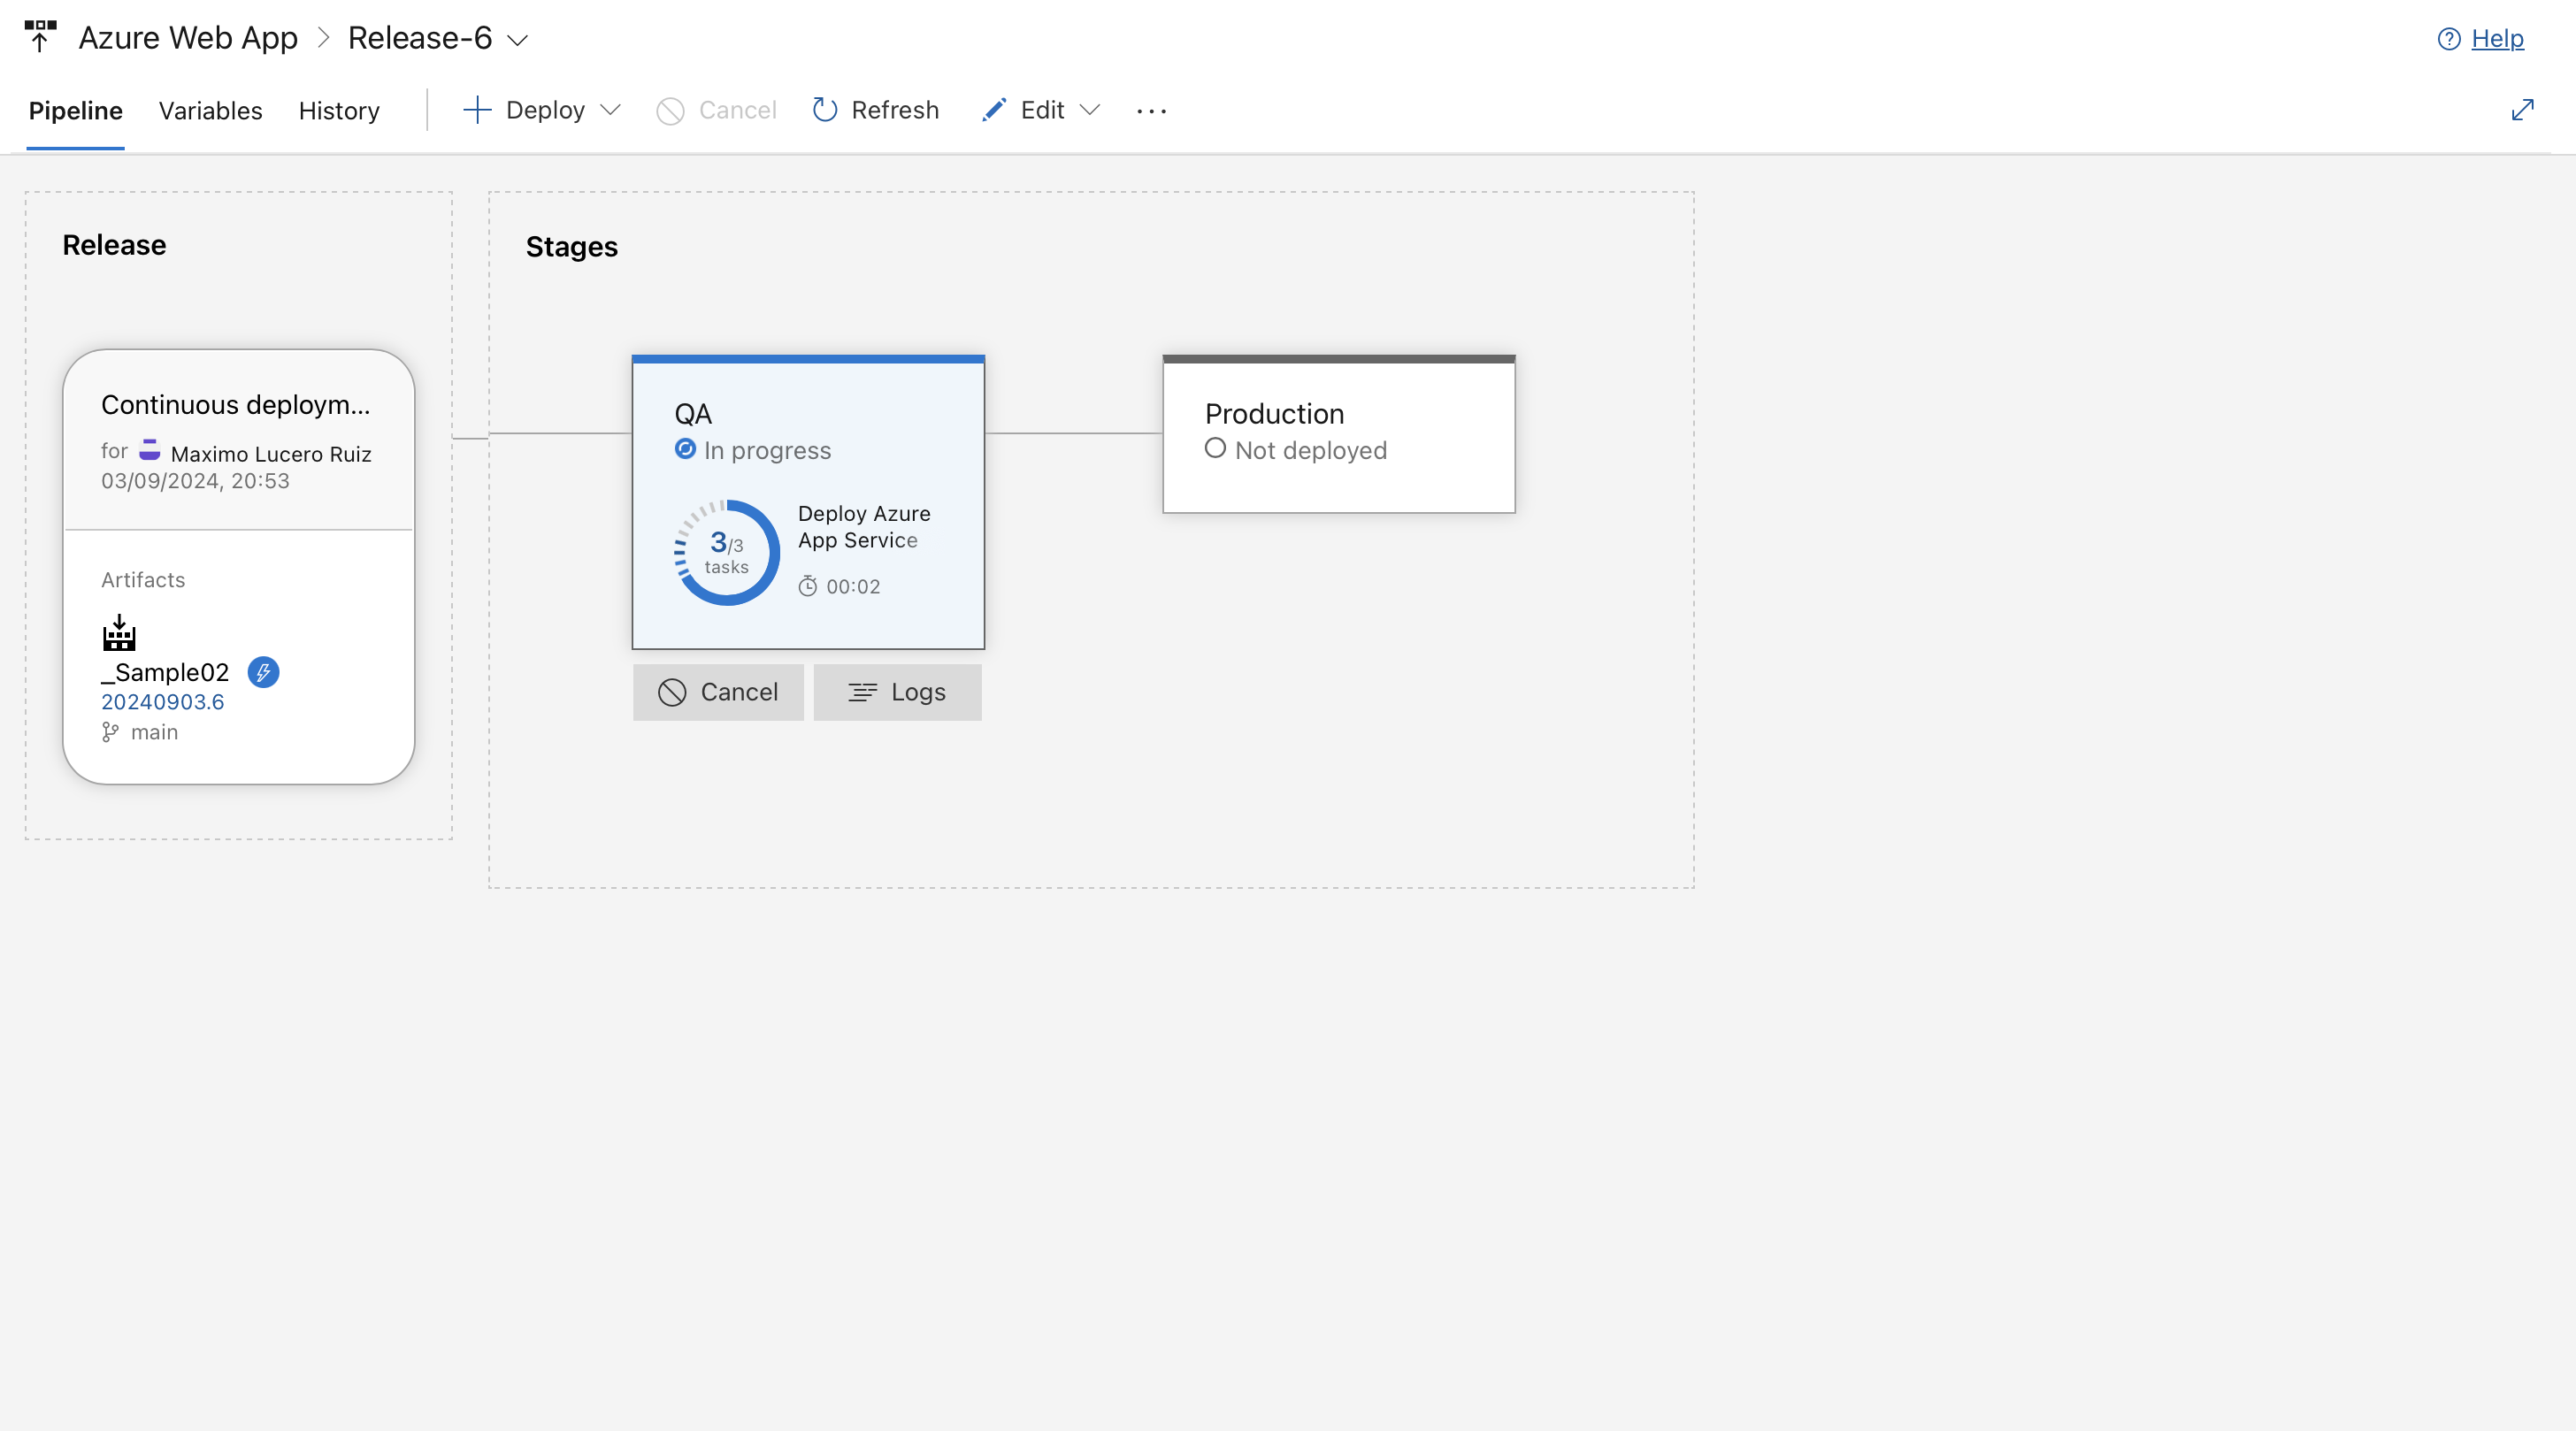 Azure Web App > Release-6
Help
Pipeline Variables History Deploy Cancel Refresh Edit ...
Release
Stages
Continuous deploym...
for Maximo Lucero Ruiz
03/09/2024, 20:53
Artifacts
_Sample02
20240903.6
main
QA
In progress
3/3
tasks
Deploy Azure
App Service
00:02
Cancel
Logs
Production
Not deployed